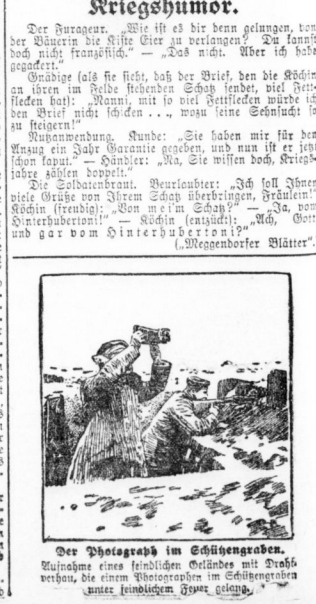 Kriegshumor.
Der Furageur. „Wie ist es dir denn gelungen, von
der Bäuerin die Kiste Eier zu verlangen? Du kannst
doch nicht französisch.“ — „Das nicht. Aber ich habe
gegackert.“
Gnädige (als sie sieht, daß der Brief, den die Köchin
an ihren im Felde stehenden Schatz sendet, viel Fett-
flecken hat): „Nanni, mit so viel Fettflecken würde ich
den Brief nicht schicken . . ., wozu seine Sehnsucht so
zu steigern!“
Nutzanwendung. Kunde: „Sie haben mir für den
Anzug ein Jahr Garantie gegeben, und nun ist er jetzt
schon kaput.“ — Händler: „Na, Sie wissen doch, Kriegs-
jahre zählen doppelt.“
Die Soldatenbraut. Beurlaubter: „Ich soll Ihnen
viele Grüße von Ihrem Schatz überbringen, Fräulein!“
Köchin (freudig): „Von mei'm Schatz?“ — „Ja, vom
Hinterhubertoni!“ — Köchin (entzückt): „Ach, Gott
und gar vom Hinterhubertoni?“
(„Meggendorfer Blätter“.
Der Photograph im Schützengraben.
Aufnahme eines feindlichen Geländes mit Draht-
verhau, die einem Photographen im Schützengraben
unter feindlichem Feuer gelang.